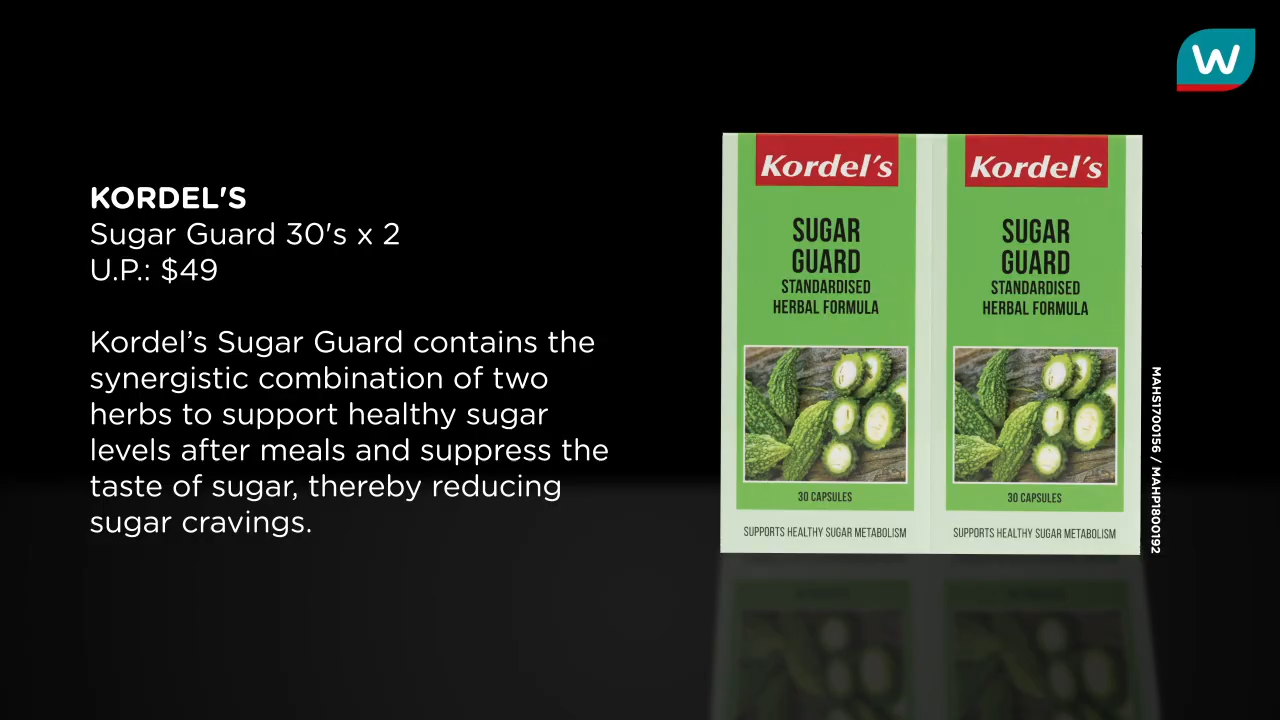 W
KORDEL'S
Sugar Guard 30's x 2
U.P.: $49
Kordel’s Sugar Guard contains the
synergistic combination of two
herbs to support healthy sugar
levels after meals and suppress the
taste of sugar, thereby reducing
sugar cravings.
Kordel's
SUGAR
GUARD
STANDARDISED
HERBAL FORMULA
30 CAPSULES
SUPPORTS HEALTHY SUGAR METABOLISM
Kordel's
SUGAR
GUARD
STANDARDISED
HERBAL FORMULA
30 CAPSULES
SUPPORTS HEALTHY SUGAR METABOLISM
MAHS1700156 / MAHP1800192